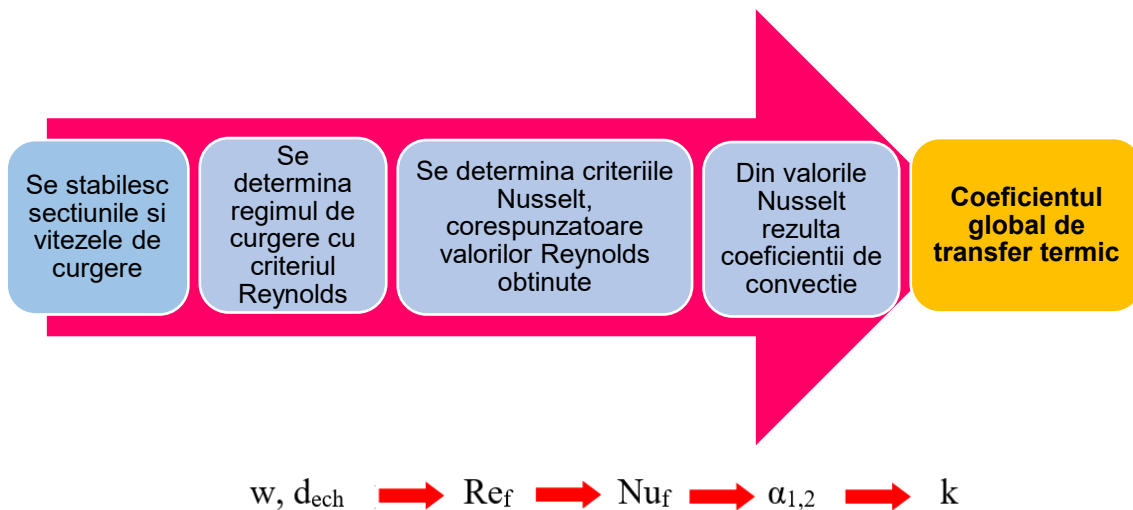 Se stabilesc
sectiunile si
vitezele de
curgere
Se
determina
regimul de
curgere cu
criteriul
Reynolds
Se determina criteriile
Nusselt,
corespunzatoare
valorilor Reynolds
obtinute
Din valorile
Nusselt
rezulta
coeficientii de
convectie
Coeficientul
global de
transfer termic
w, dech → Ref → Nuf → α1,2 → k